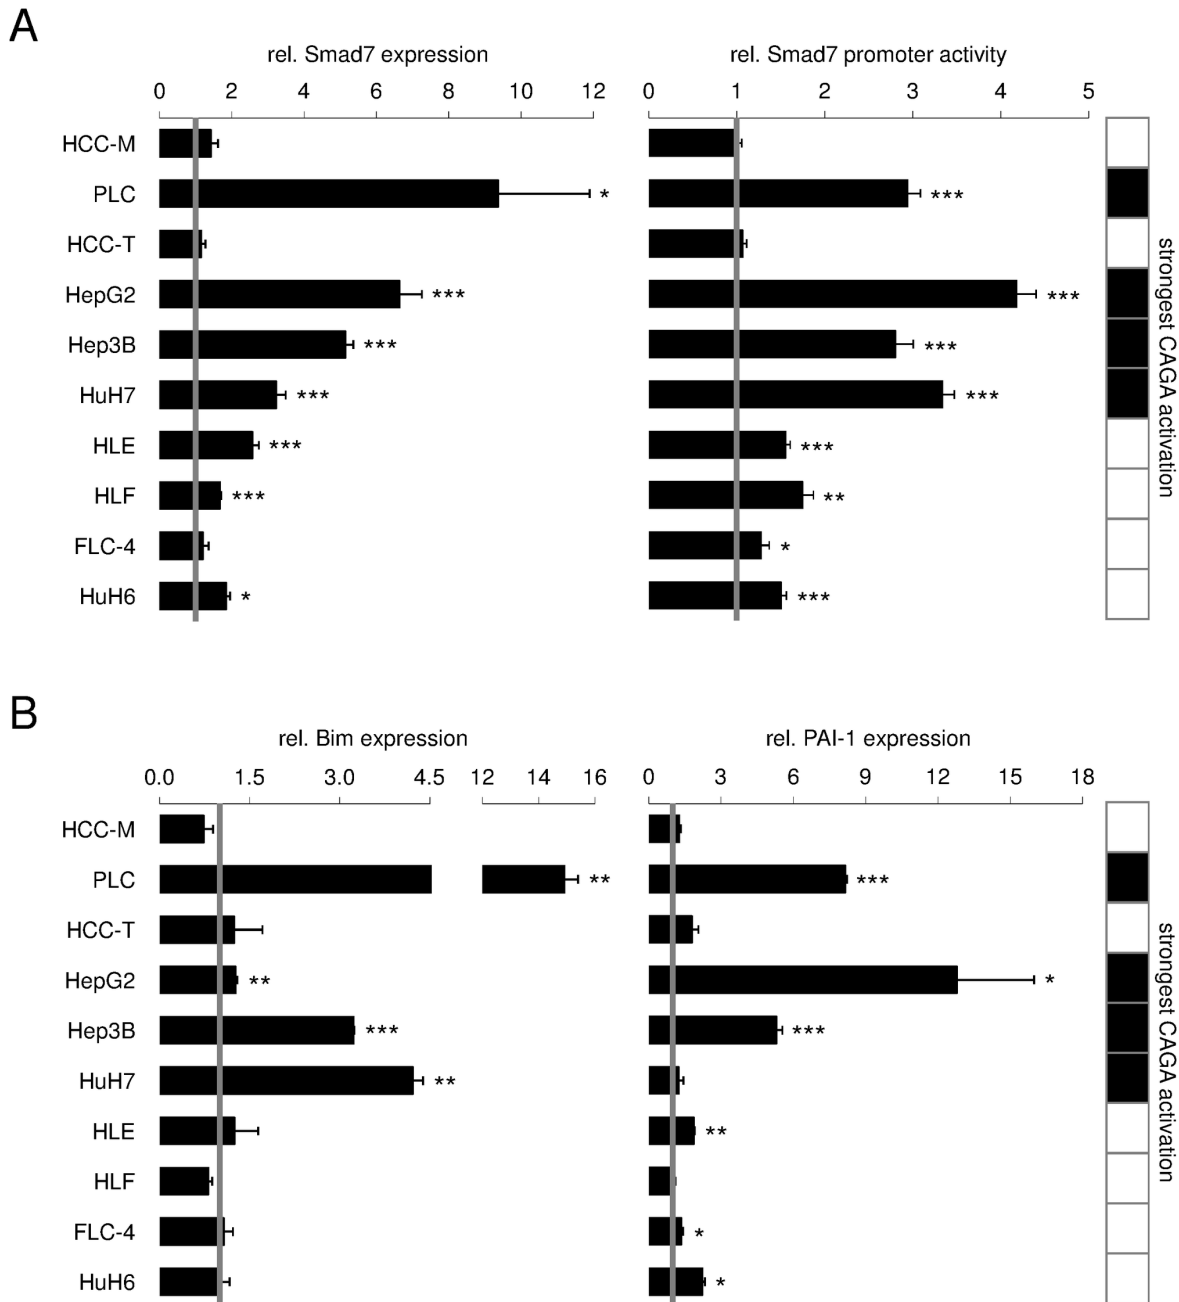 A
rel. Smad7 expression
rel. Smad7 promoter activity
0 2 4 6 8 10 12
0 1 2 3 4 5
HCC-M
PLC * ***
HCC-T
HepG2 *** ***
Hep3B *** ***
HuH7 *** ***
HLE *** ***
HLF *** **
FLC-4 *
HuH6 * ***
strongest CAGA activation
B
rel. Bim expression
rel. PAI-1 expression
0.0 1.5 3.0 4.5 12 14 16
0 3 6 9 12 15 18
HCC-M
PLC ** ***
HCC-T
HepG2 ** *
Hep3B *** ***
HuH7 **
HLE **
HLF
FLC-4 *
HuH6 *
strongest CAGA activation